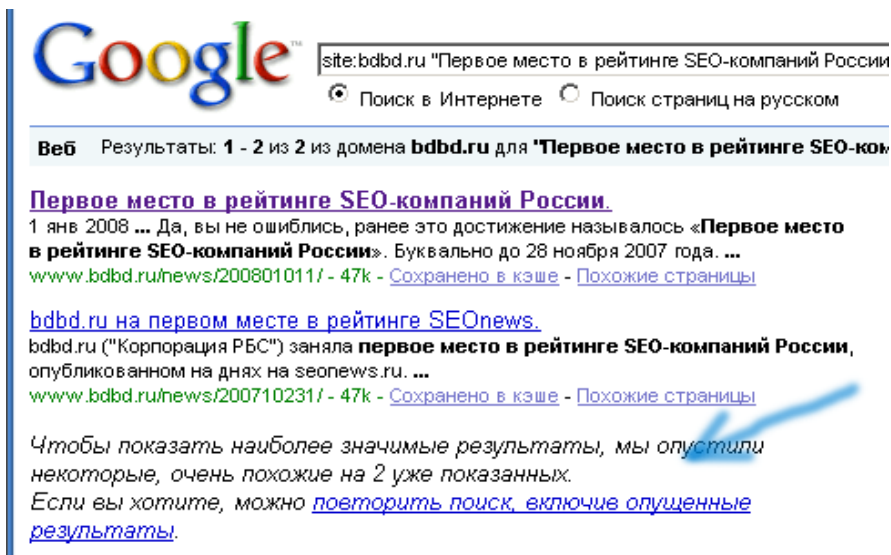 Google™
site:bdbd.ru "Первое место в рейтинге SEO-компаний России
Поиск в Интернете Поиск страниц на русском
Веб Результаты: 1 - 2 из 2 из домена bdbd.ru для "Первое место в рейтинге SEO-ком
Первое место в рейтинге SEO-компаний России.
1 янв 2008 ... Да, вы не ошиблись, ранее это достижение называлось «Первое место
в рейтинге SEO-компаний России». Буквально до 28 ноября 2007 года. ...
www.bdbd.ru/news/200801011/ - 47k - Сохранено в кэше - Похожие страницы
bdbd.ru на первом месте в рейтинге SEOnews.
bdbd.ru ("Корпорация РБС") заняла первое место в рейтинге SEO-компаний России,
опубликованном на днях на seonews.ru. ...
www.bdbd.ru/news/200710231/ - 47k - Сохранено в кэше - Похожие страницы
Чтобы показать наиболее значимые результаты, мы опустили
некоторые, очень похожие на 2 уже показанных.
Если вы хотите, можно повторить поиск, включив опущенные
результаты.